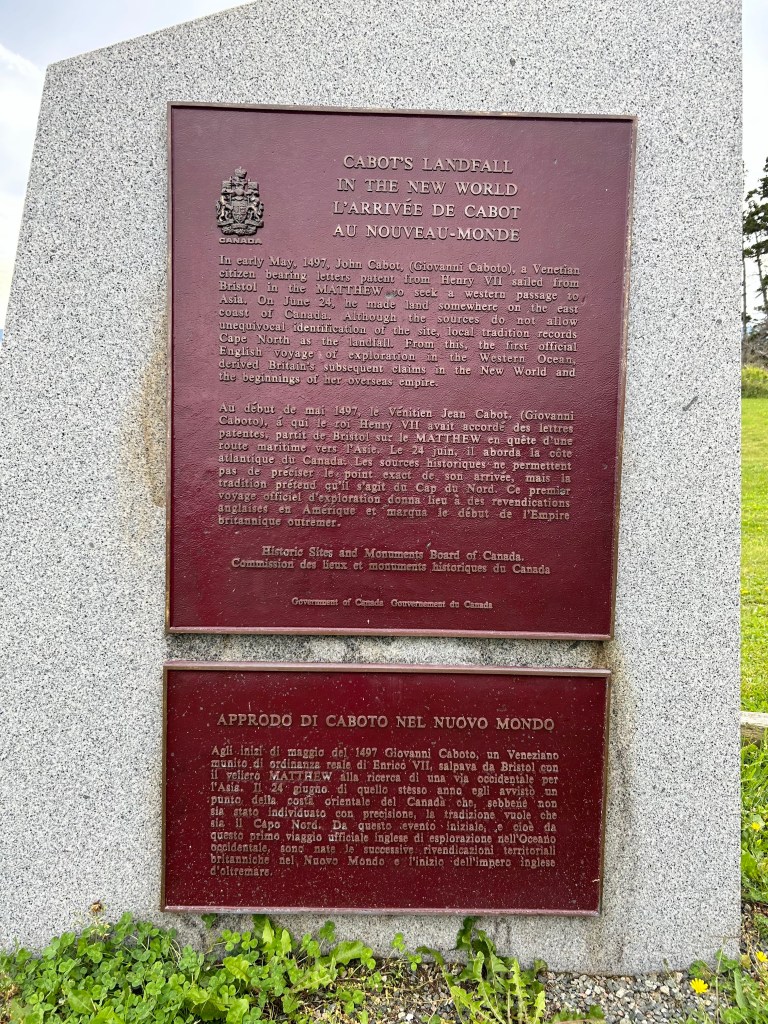 CABOT'S LANDFALL
IN THE NEW WORLD
L'ARRIVÉE DE CABOT
AU NOUVEAU-MONDE
CANADA
In early May, 1497, John Cabot, (Giovanni Caboto), a Venetian
citizen bearing letters patent from Henry VII sailed from
Bristol in the MATTHEW to seek a western passage to
Asia. On June 24, he made land somewhere on the east
coast of Canada. Although the sources do not allow
unequivocal identification of the site, local tradition records
Cape North as the landfall. From this, the first official
English voyage of exploration in the Western Ocean,
derived Britain's subsequent claims in the New World and
the beginnings of her overseas empire.
Au début de mai 1497, le Vénitien Jean Cabot, (Giovanni
Caboto), à qui le roi Henry VII avait accordé des lettres
patentes, partit de Bristol sur le MATTHEW en quête d'une
route maritime vers l'Asie. Le 24 juin, il aborda la côte
atlantique du Canada. Les sources historiques ne permettent
pas de préciser le point exact de son arrivée, mais la
tradition prétend qu'il s'agit du Cap du Nord. Ce premier
voyage officiel d'exploration donna lieu à des revendications
anglaises en Amérique et marqua le début de l'Empire
britannique outremer.
Historic Sites and Monuments Board of Canada.
Commission des lieux et monuments historiques du Canada
Government of Canada Gouvernement du Canada
APPRODO DI CABOTO NEL NUOVO MONDO
Agli inizi di maggio del 1497 Giovanni Caboto, un Veneziano
munito di ordinanza reale di Enrico VII, salpava da Bristol con
il veliero MATTHEW alla ricerca di una via occidentale per
l'Asia. Il 24 giugno di quello stesso anno egli avvistò un
punto della costa orientale del Canada che, sebbene non
sia stato individuato con precisione, la tradizione vuole che
sia il Capo Nord. Da questo evento iniziale, e cioè da
questo primo viaggio ufficiale inglese di esplorazione nell'Oceano
occidentale, sono nate le successive rivendicazioni territoriali
britanniche nel Nuovo Mondo e l'inizio dell'impero inglese
d'oltremare.